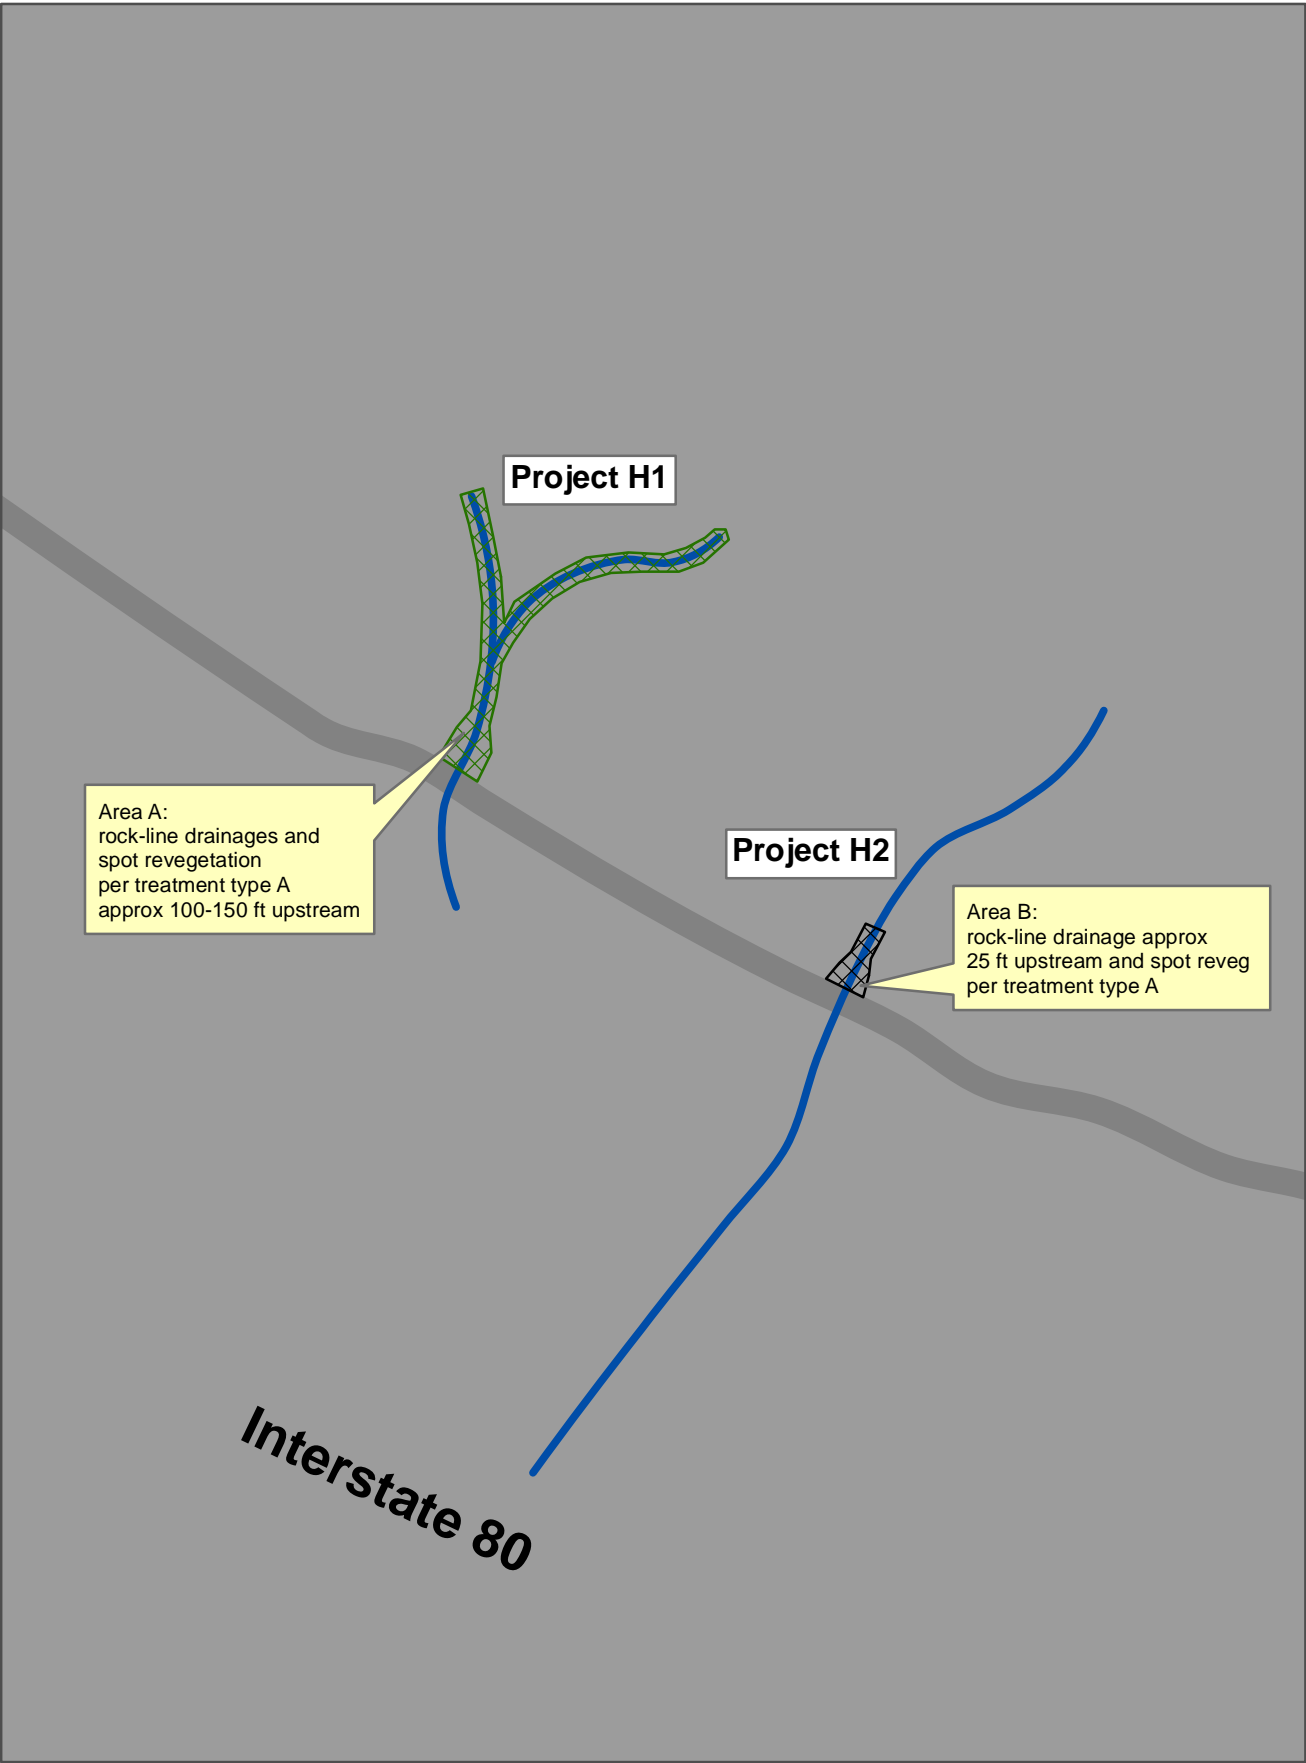 Project H1
Area A:
rock-line drainages and
spot revegetation
per treatment type A
approx 100-150 ft upstream
Project H2
Area B:
rock-line drainage approx
25 ft upstream and spot reveg
per treatment type A
Interstate 80